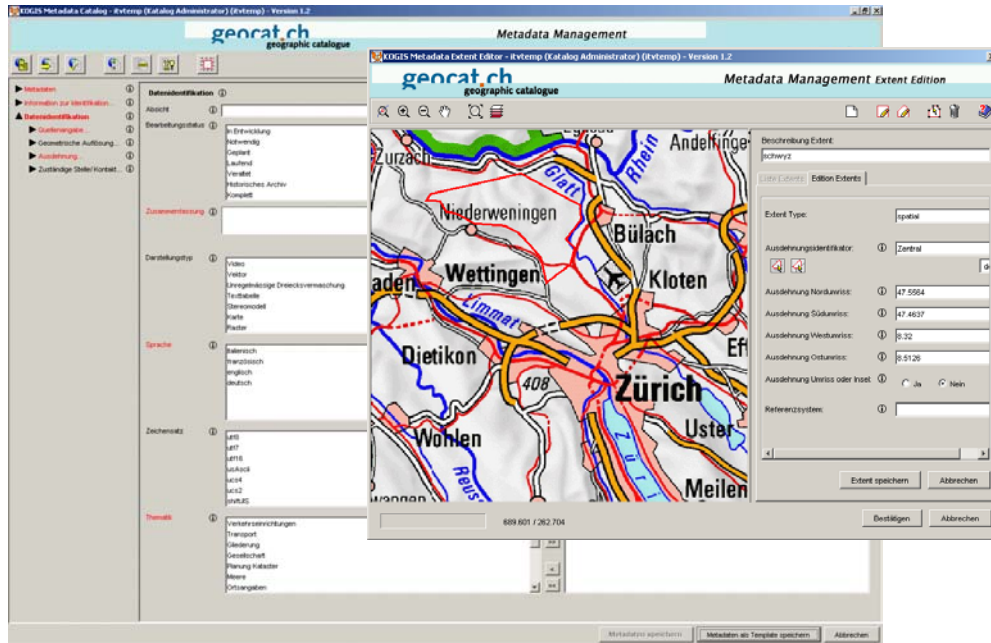 KOGIS Metadata Catalog - itvtemp (Katalog Administrator) (itvtemp) - Version 1.2
geocat.ch
geographic catalogue
Metadata Management
Metadaten
Information zur Identifikation...
Datenidentifikation
Quellenangabe...
Geometrische Auflösung...
Ausdehnung...
Zuständige Stelle/ Kontakt...
Datenidentifikation
Absicht
Bearbeitungsstatus
In Entwicklung
Notwendig
Geplant
Laufend
Veraltet
Historisches Archiv
Komplett
Zusammenfassung
Darstellungstyp
Video
Vektor
Unregelmässige Dreiecksvermaschung
Texttabelle
Stereomodell
Karte
Raster
Sprache
italienisch
französisch
englisch
deutsch
Zeichensatz
utf8
utf7
utf16
usAscii
ucs4
ucs2
shiftJIS
Thematik
Verkehrseinrichtungen
Transport
Gliederung
Gesellschaft
Planung Kataster
Meere
Ortsangaben
Metadaten speichern
Metadaten als Template speichern
Abbrechen
KOGIS Metadata Extent Editor - itvtemp (Katalog Administrator) (itvtemp) - Version 1.2
geocat.ch
geographic catalogue
Metadata Management Extent Edition
Zurzach
Andelfinge
Rhein
Glatt
Niederweningen
Bülach
Wettingen
Kloten
aden
Limmat
Dietikon
Eff
408
Zürich
Uster
Wohlen
Züri
Reus
Meilen
Beschreibung Extent:
schwyz
Liste Extents
Edition Extents
Extent Type:
spatial
Ausdehnungsidentifikator:
Zentral
de
Ausdehnung Nordumriss:
47.5564
Ausdehnung Südumriss:
47.4637
Ausdehnung Westumriss:
8.32
Ausdehnung Ostumriss:
8.5126
Ausdehnung Umriss oder Insel:
Ja
Nein
Referenzsystem:
Extent speichern
Abbrechen
689.601 / 262.704
Bestätigen
Abbrechen